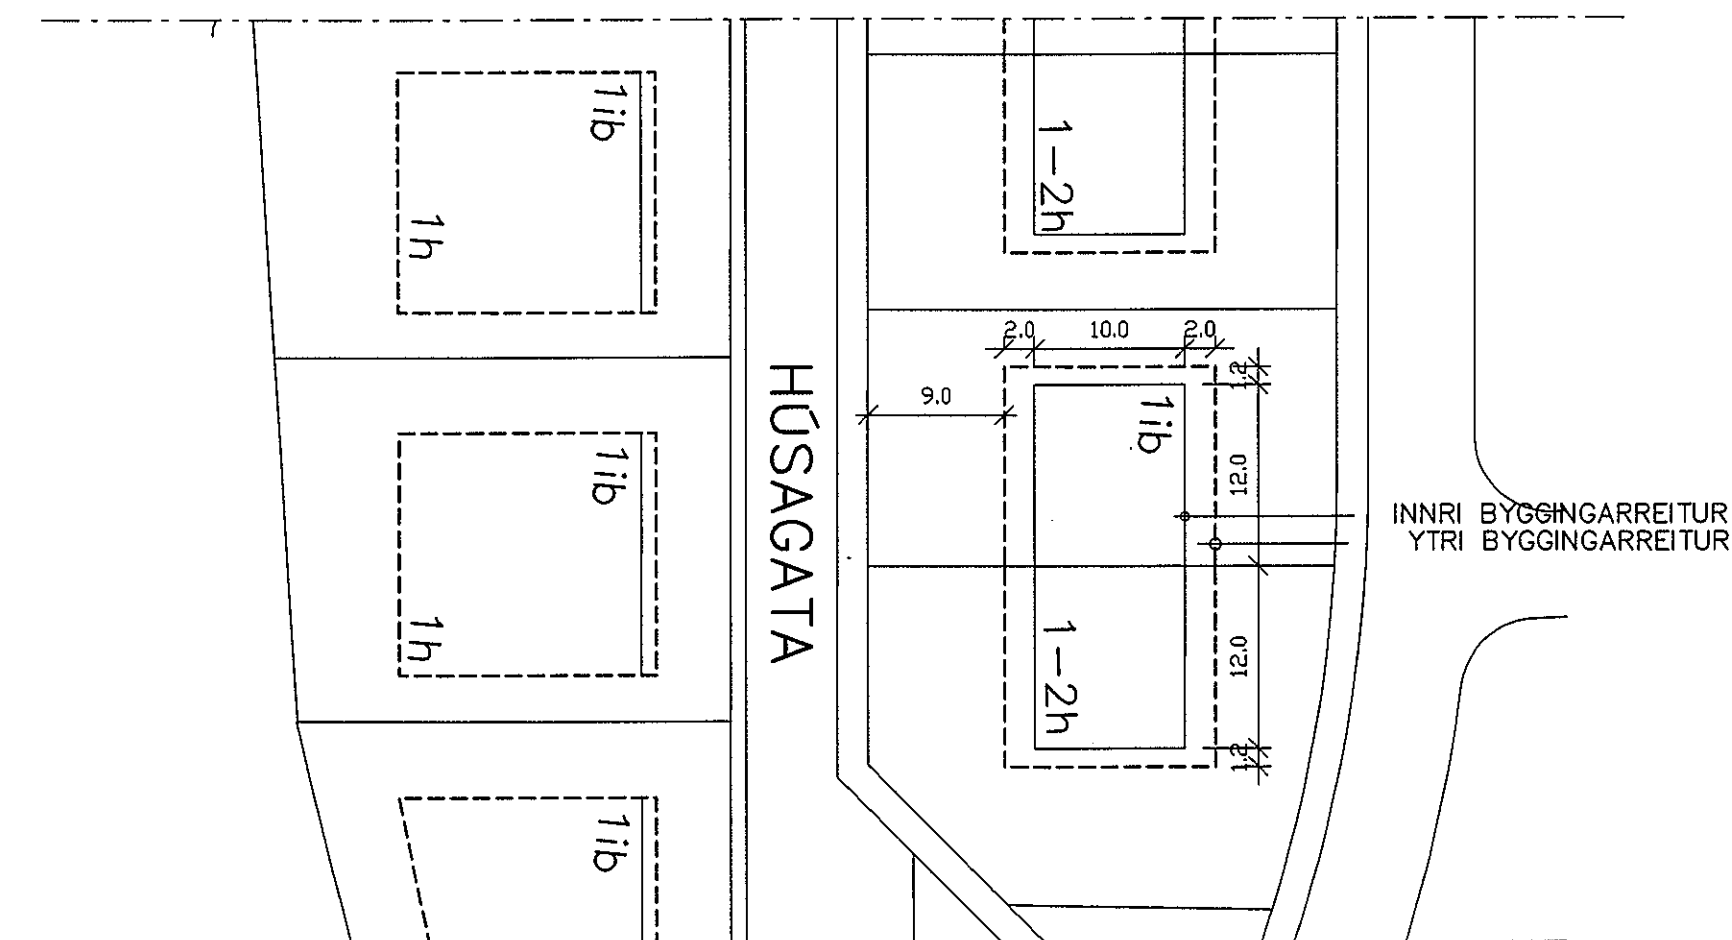 1ib
1h
1-2h
2.0
10.0
2.0
1.2
9.0
1ib
12.0
HÚSAGATA
1ib
1h
INNRI BYGGINGARREITUR
YTRI BYGGINGARREITUR
1-2h
12.0
1.2
1ib